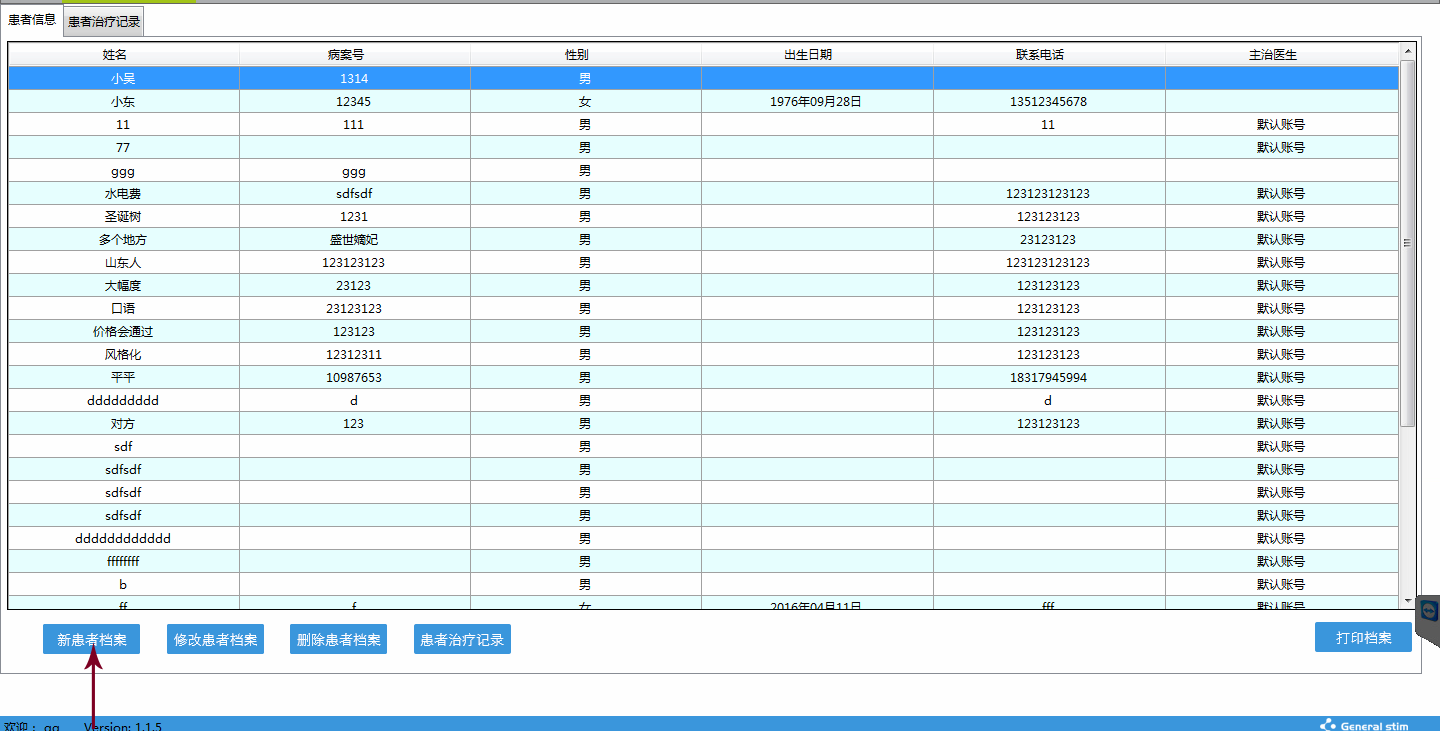 患者信息 患者治疗记录
姓名 病案号 性别 出生日期 联系电话 主治医生
小吴 1314 男
小东 12345 女 1976年09月28日 13512345678
11 111 男 11 默认账号
77 男 默认账号
ggg ggg 男
水电费 sdfsdf 男 123123123123 默认账号
圣诞树 1231 男 123123123 默认账号
多个地方 盛世嫡妃 男 23123123 默认账号
山东人 123123123 男 123123123123 默认账号
大幅度 23123 男 123123123 默认账号
口语 23123123 男 123123123 默认账号
价格会通过 123123 男 123123123 默认账号
风格化 12312311 男 123123123 默认账号
平平 10987653 男 18317945994 默认账号
ddddddddd d 男 d 默认账号
对方 123 男 123123123 默认账号
sdf 男 默认账号
sdfsdf 男 默认账号
sdfsdf 男 默认账号
sdfsdf 男 默认账号
dddddddddddd 男 默认账号
ffffffff 男 默认账号
b 男 默认账号
ff f 女 2016年04月11日 fff 默认账号
新患者档案 修改患者档案 删除患者档案 患者治疗记录 打印档案
欢迎： qq Version: 1.1.5 General stim